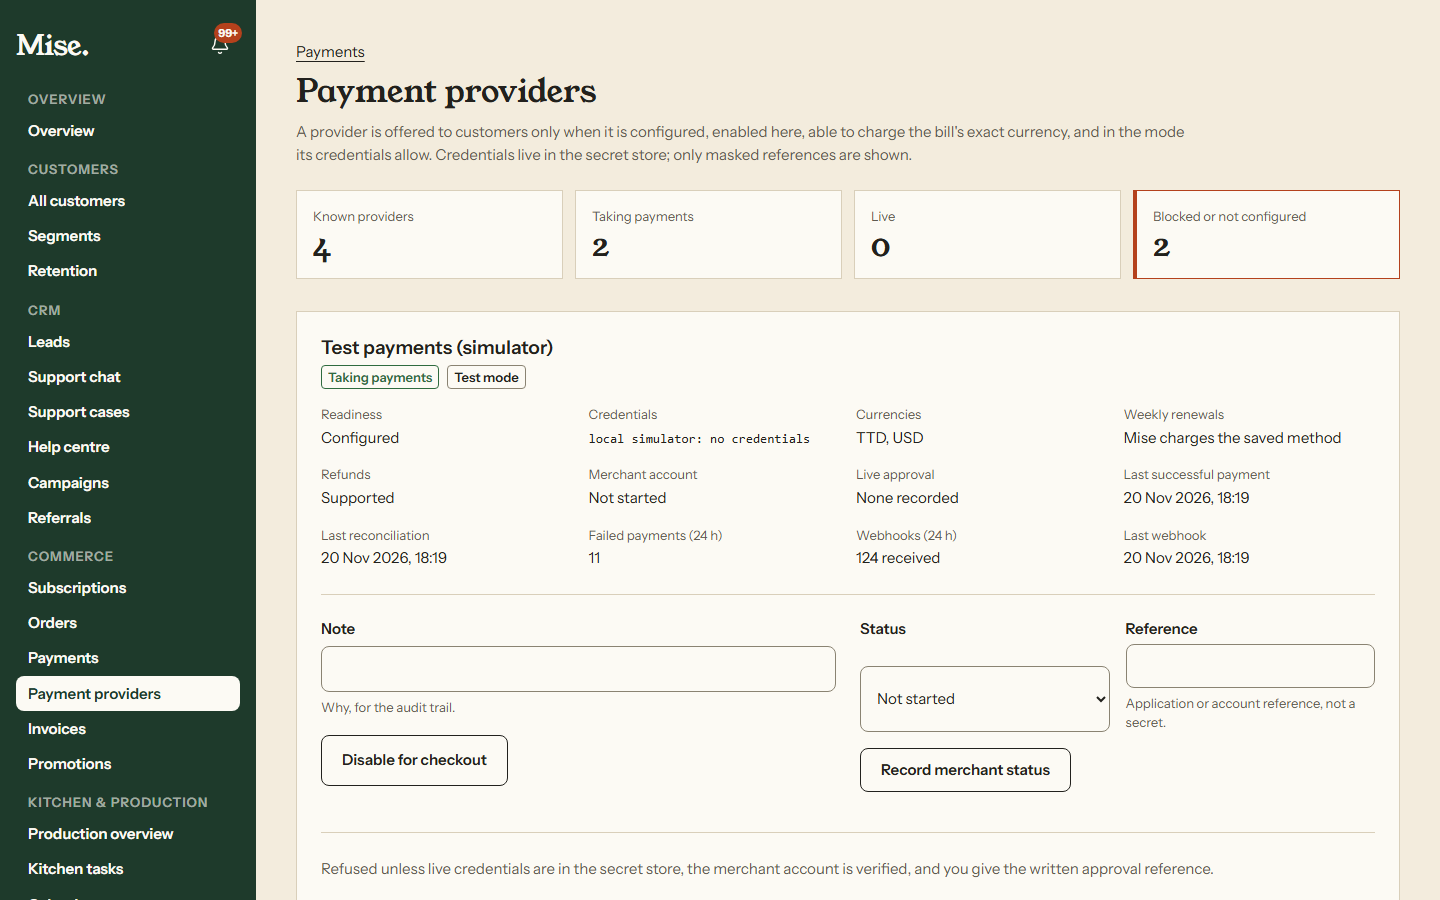 Mise.
99+
OVERVIEW
Overview
CUSTOMERS
All customers
Segments
Retention
CRM
Leads
Support chat
Support cases
Help centre
Campaigns
Referrals
COMMERCE
Subscriptions
Orders
Payments
Payment providers
Invoices
Promotions
KITCHEN & PRODUCTION
Production overview
Kitchen tasks
Payments
Payment providers
A provider is offered to customers only when it is configured, enabled here, able to charge the bill's exact currency, and in the mode
its credentials allow. Credentials live in the secret store; only masked references are shown.
Known providers
4
Taking payments
2
Live
0
Blocked or not configured
2
Test payments (simulator)
Taking payments
Test mode
Readiness
Configured
Credentials
local simulator: no credentials
Currencies
TTD, USD
Weekly renewals
Mise charges the saved method
Refunds
Supported
Merchant account
Not started
Live approval
None recorded
Last successful payment
20 Nov 2026, 18:19
Last reconciliation
20 Nov 2026, 18:19
Failed payments (24 h)
11
Webhooks (24 h)
124 received
Last webhook
20 Nov 2026, 18:19
Note
Why, for the audit trail.
Disable for checkout
Status
Not started
Reference
Application or account reference, not a
secret.
Record merchant status
Refused unless live credentials are in the secret store, the merchant account is verified, and you give the written approval reference.